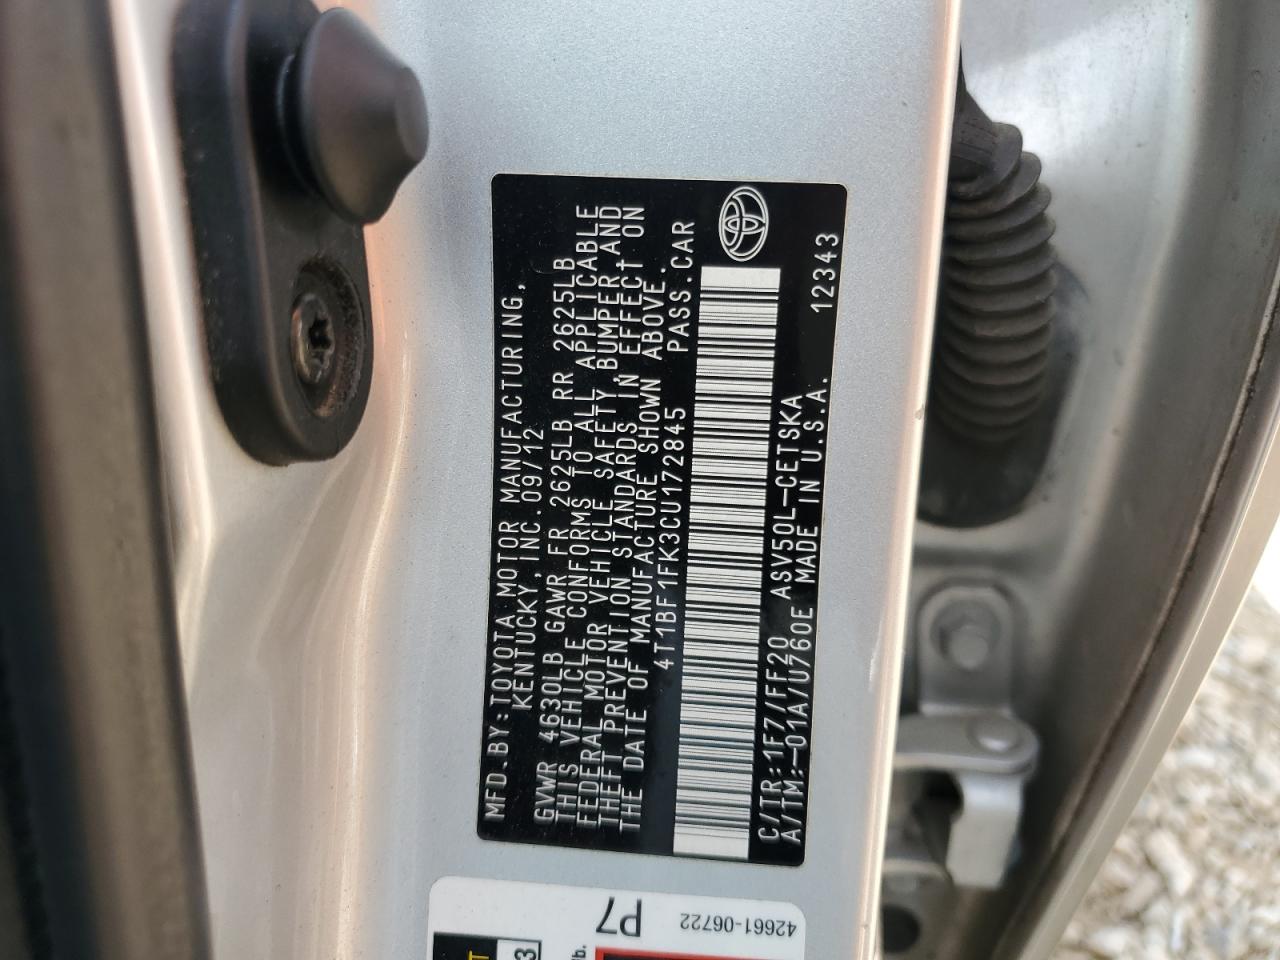 MFD.BY:TOYOTA MOTOR MANUFACTURING,
KENTUCKY, INC.09/12
GVWR 4630LB GAWR FR 2625LB RR 2625LB
THIS VEHICLE CONFORMS TO ALL APPLICABLE
FEDERAL MOTOR VEHICLE SAFETY, BUMPER, AND
THEFT PREVENTION STANDARDS IN EFFECT ON
THE DATE OF MANUFACTURE SHOWN ABOVE.
4T1BF1FK3CU172845 PASS.CAR
C/TR:1F7/FF20 ASV50L-CETSKA
A/TM:-01A/U760E MADE IN U.S.A. 12343
42661-06722
P7
lb.
3